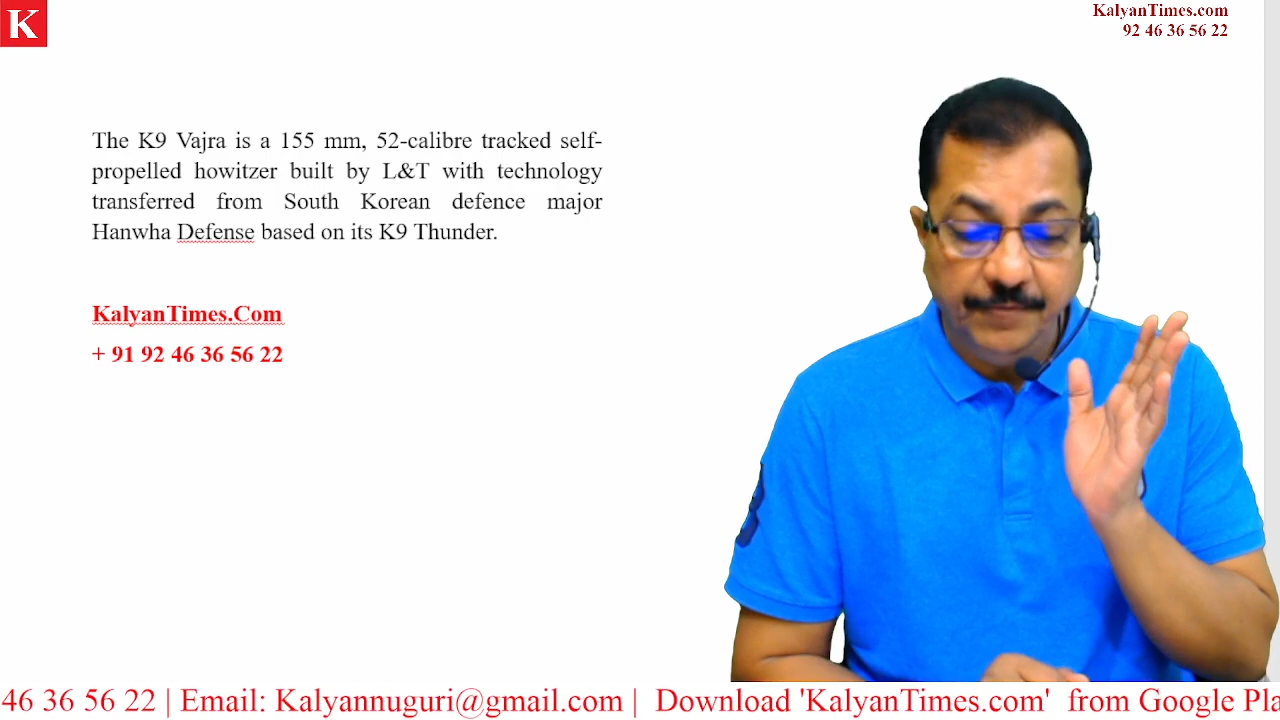 K
KalyanTimes.com
92 46 36 56 22
The K9 Vajra is a 155 mm, 52-calibre tracked self-
propelled howitzer built by L&T with technology
transferred from South Korean defence major
Hanwha Defense based on its K9 Thunder.
KalyanTimes.Com
+ 91 92 46 36 56 22
46 36 56 22 | Email: Kalyannuguri@gmail.com | Download 'KalyanTimes.com' from Google Pla